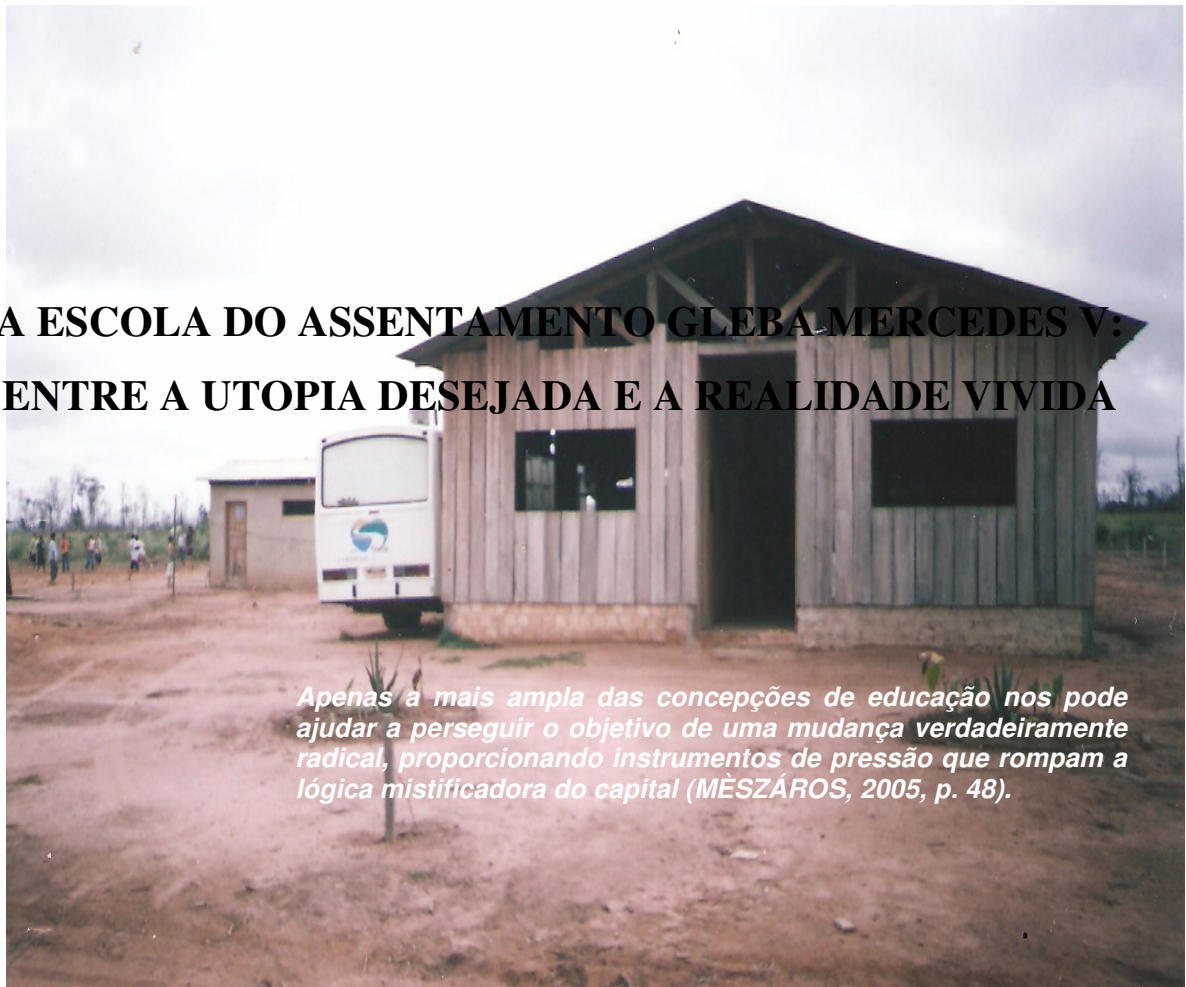 A ESCOLA DO ASSENTAMENTO GLEBA MERCEDES V:
ENTRE A UTOPIA DESEJADA E A REALIDADE VIVIDA
Apenas a mais ampla das concepções de educação nos pode
ajudar a perseguir o objetivo de uma mudança verdadeiramente
radical, proporcionando instrumentos de pressão que rompam a
lógica mistificadora do capital (MÈSZÁROS, 2005, p. 48).